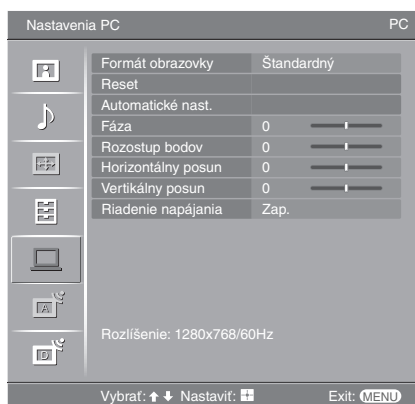 Nastavenia PC PC
Formát obrazovky Štandardný
Reset
Automatické nast.
Fáza 0
Rozostup bodov 0
Horizontálny posun 0
Vertikálny posun 0
Riadenie napájania Zap.
A
D
Rozlíšenie: 1280x768/60Hz
Vybrať: Nastaviť: Exit: MENU